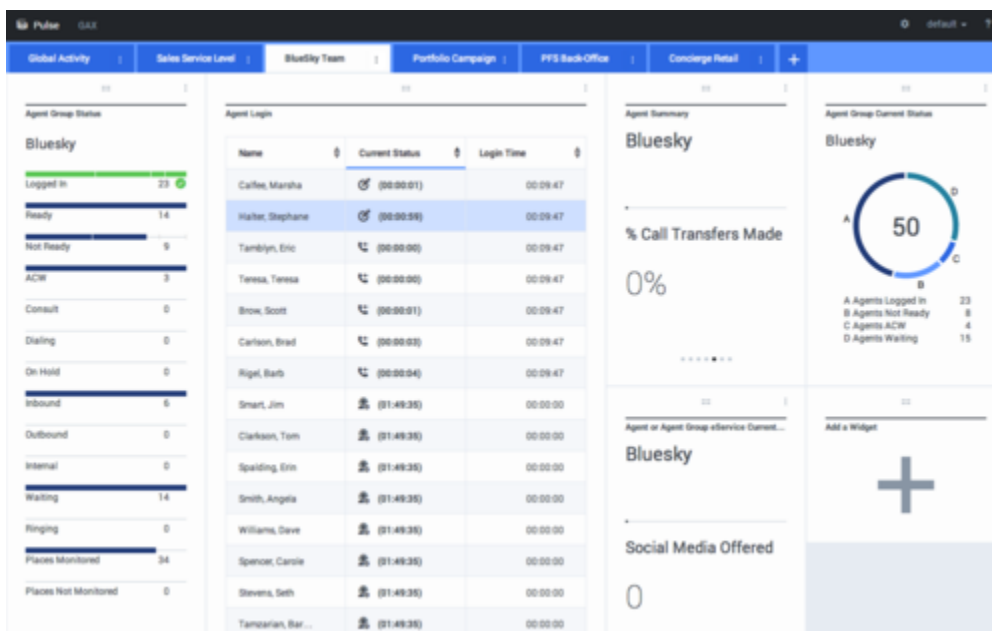 Pulse GAX default ?
Global Activity Sales Service Level BlueSky Team Portfolio Campaign PFS Back-Office Concierge Retail +
Agent Group Status
Bluesky
Logged In 23
Ready 14
Not Ready 9
ACW 3
Consult 0
Dialing 0
On Hold 0
Inbound 6
Outbound 0
Internal 0
Waiting 14
Ringing 0
Places Monitored 34
Places Not Monitored 0
Agent Login
Name Current Status Login Time
Calfee, Marsha (00:00:01) 00:09:47
Halter, Stephane (00:00:59) 00:09:47
Tamblyn, Eric (00:00:00) 00:09:47
Teresa, Teresa (00:00:00) 00:09:47
Brow, Scott (00:00:01) 00:09:47
Carlson, Brad (00:00:03) 00:09:47
Rigel, Barb (00:00:04) 00:09:47
Smart, Jim (01:49:35) 00:00:00
Clarkson, Tom (01:49:35) 00:00:00
Spalding, Erin (01:49:35) 00:00:00
Smith, Angela (01:49:35) 00:00:00
Williams, Dave (01:49:35) 00:00:00
Spencer, Carole (01:49:35) 00:00:00
Stevens, Seth (01:49:35) 00:00:00
Tamzarian, Bar... (01:49:35) 00:00:00
Agent Summary
Bluesky
% Call Transfers Made
0%
Agent Group Current Status
Bluesky
50
A
B
C
D
A Agents Logged In 23
B Agents Not Ready 8
C Agents ACW 4
D Agents Waiting 15
Agent or Agent Group eService Current...
Bluesky
Social Media Offered
0
Add a Widget